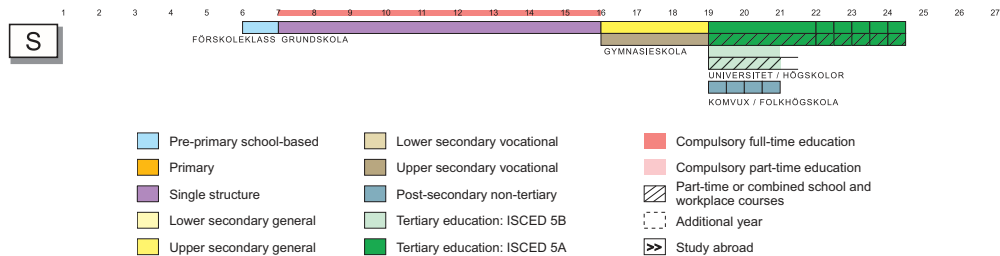 1 2 3 4 5 6 7 8 9 10 11 12 13 14 15 16 17 18 19 20 21 22 23 24 25 26 27
S
FÖRSKOLEKLASS GRUNDSKOLA
GYMNASIESKOLA
UNIVERSITET / HÖGSKOLOR
KOMVUX / FOLKHÖGSKOLA
Pre-primary school-based
Primary
Single structure
Lower secondary general
Upper secondary general
Lower secondary vocational
Upper secondary vocational
Post-secondary non-tertiary
Tertiary education: ISCED 5B
Tertiary education: ISCED 5A
Compulsory full-time education
Compulsory part-time education
Part-time or combined school and
workplace courses
Additional year
>> Study abroad